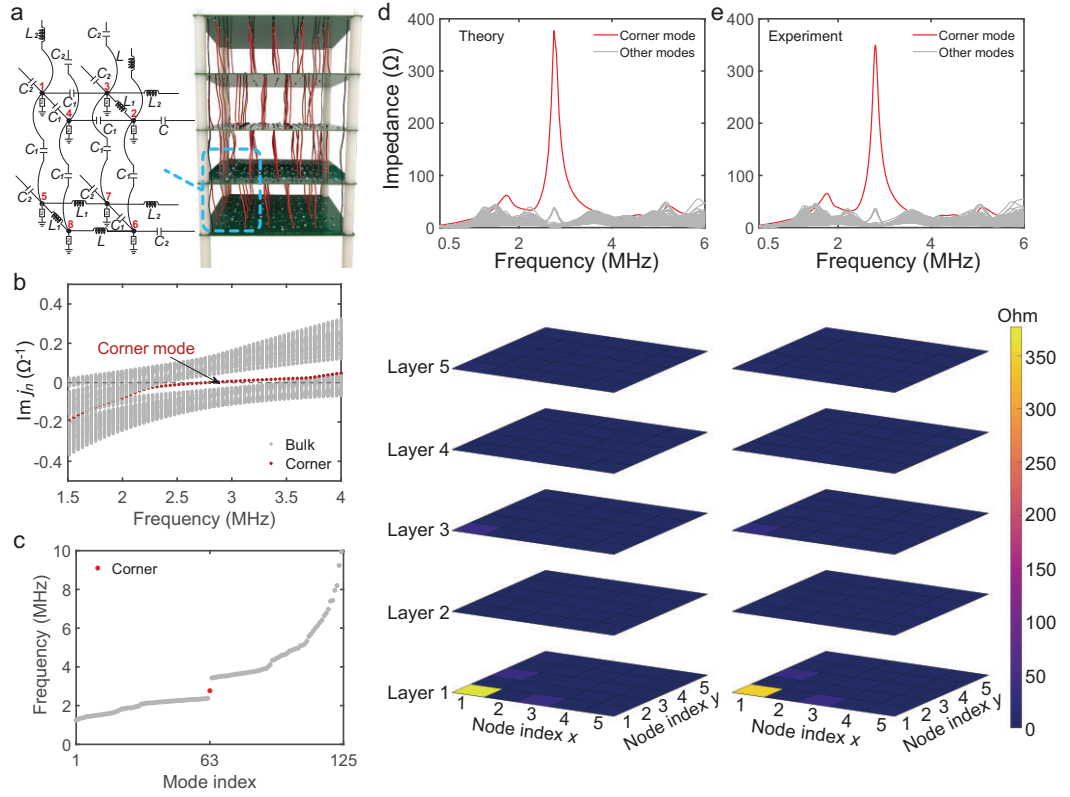 a
L2
C2
C2
L
C2
C2
1
3
C2
C1
L1
L2
C1
4
2
C1
C
C1
C1
C1
C2
5
C2
7
L1
L2
L1
8
C1
6
L
C2
b
0.4
0.2
0
-0.2
-0.4
Im jn (Ω-1)
Corner mode
Bulk
Corner
1.5
2
2.5
3
3.5
4
Frequency (MHz)
c
10
8
6
4
2
0
Frequency (MHz)
Corner
1
63
125
Mode index
d
400
300
200
100
0
Impedance (Ω)
Theory
Corner mode
Other modes
0.5
2
4
6
Frequency (MHz)
e
400
300
200
100
0
Experiment
Corner mode
Other modes
0.5
2
4
6
Frequency (MHz)
Layer 5
Layer 4
Layer 3
Layer 2
Layer 1
1
2
3
4
5
Node index x
1
2
3
4
5
Node index y
1
2
3
4
5
Node index x
1
2
3
4
5
Node index y
Ohm
350
300
250
200
150
100
50
0